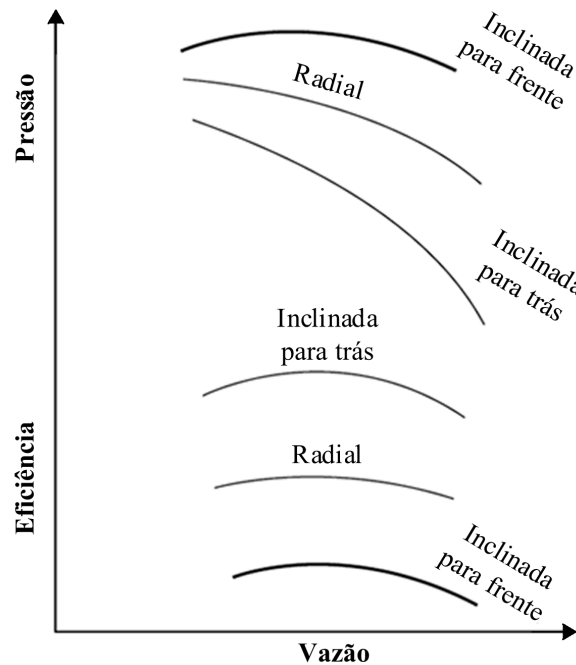 Inclinada
para frente
Radial
Pressão
Inclinada
para trás
Inclinada
para trás
Radial
Eficiência
Inclinada
para frente
Vazão